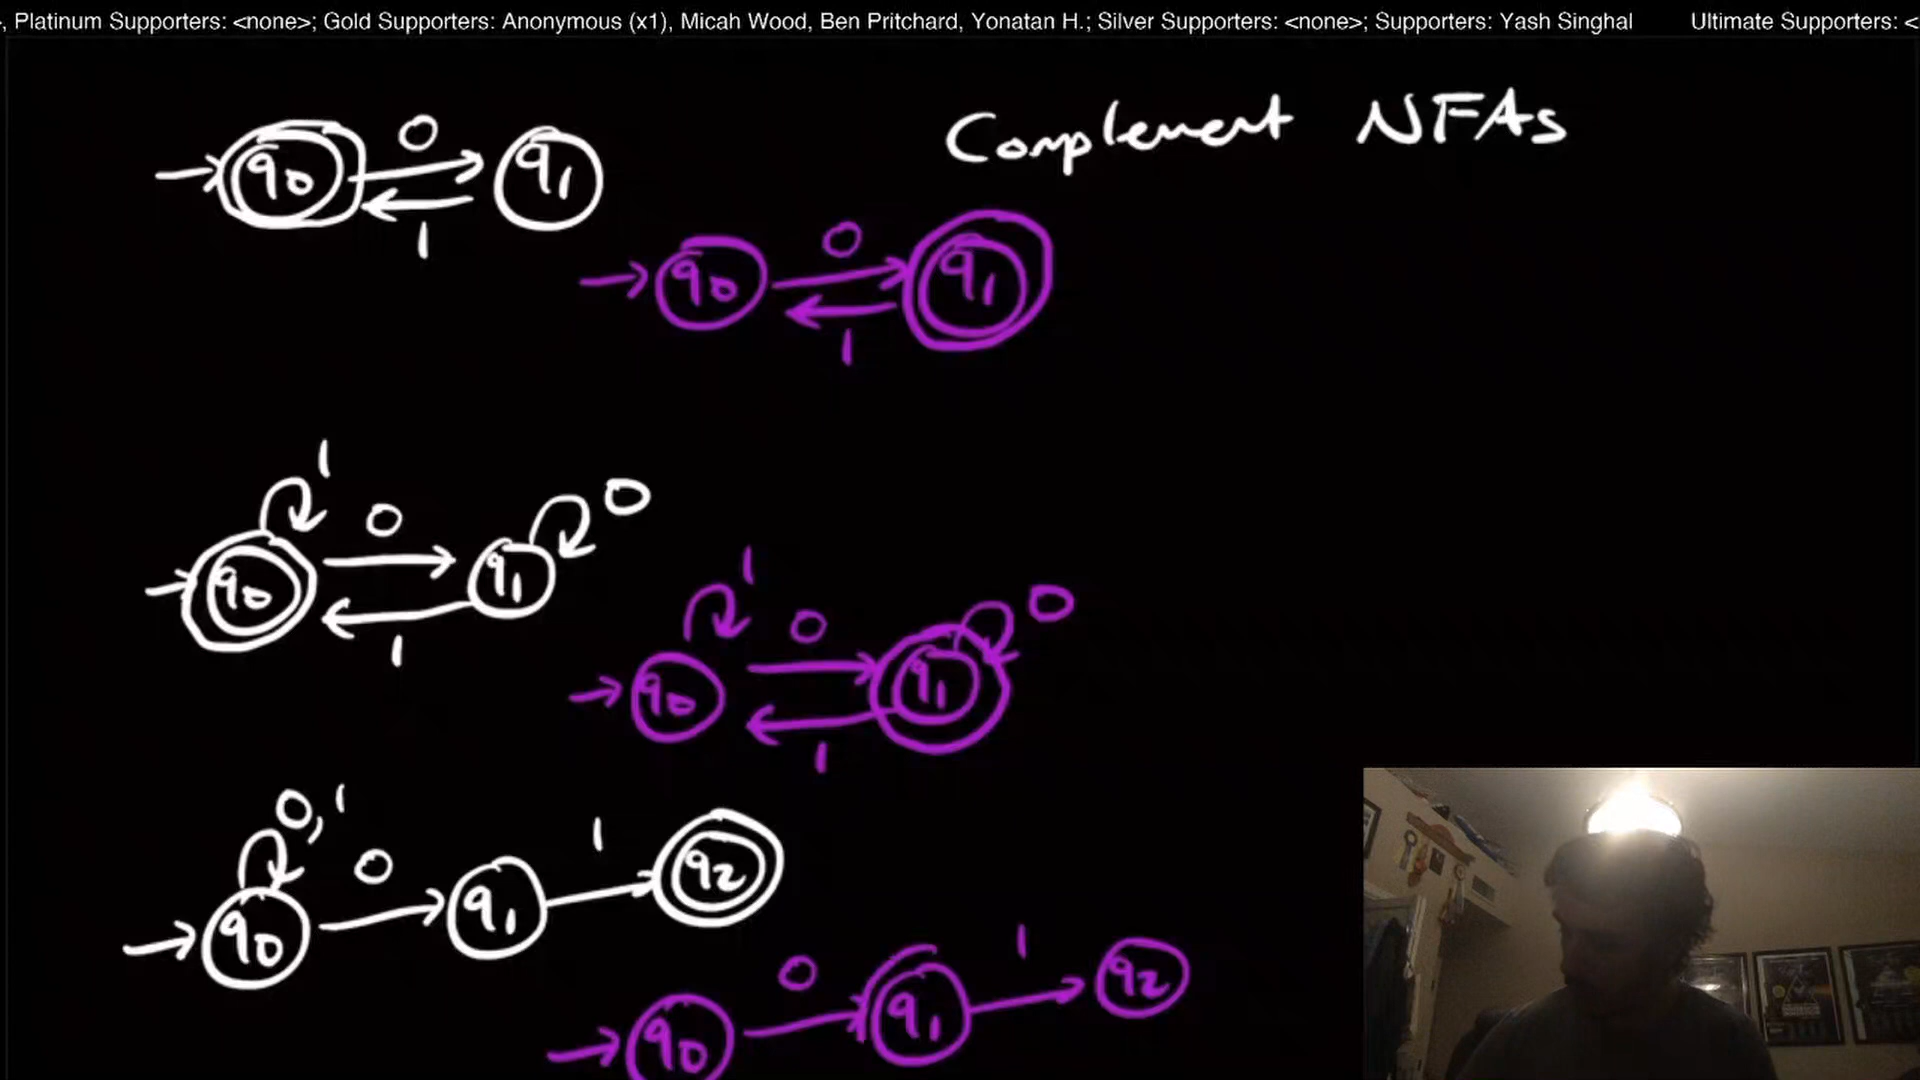 , Platinum Supporters: <none>; Gold Supporters: Anonymous (x1), Micah Wood, Ben Pritchard, Yonatan H.; Silver Supporters: <none>; Supporters: Yash Singhal Ultimate Supporters: <
Complement NFAs
0
q0 q1
1
0
q0 q1
1
1
0 0
q0 q1
1
1
0 0
q0 q1
1
0,1
0 1
q0 q1 q2
0 1
q0 q1 q2